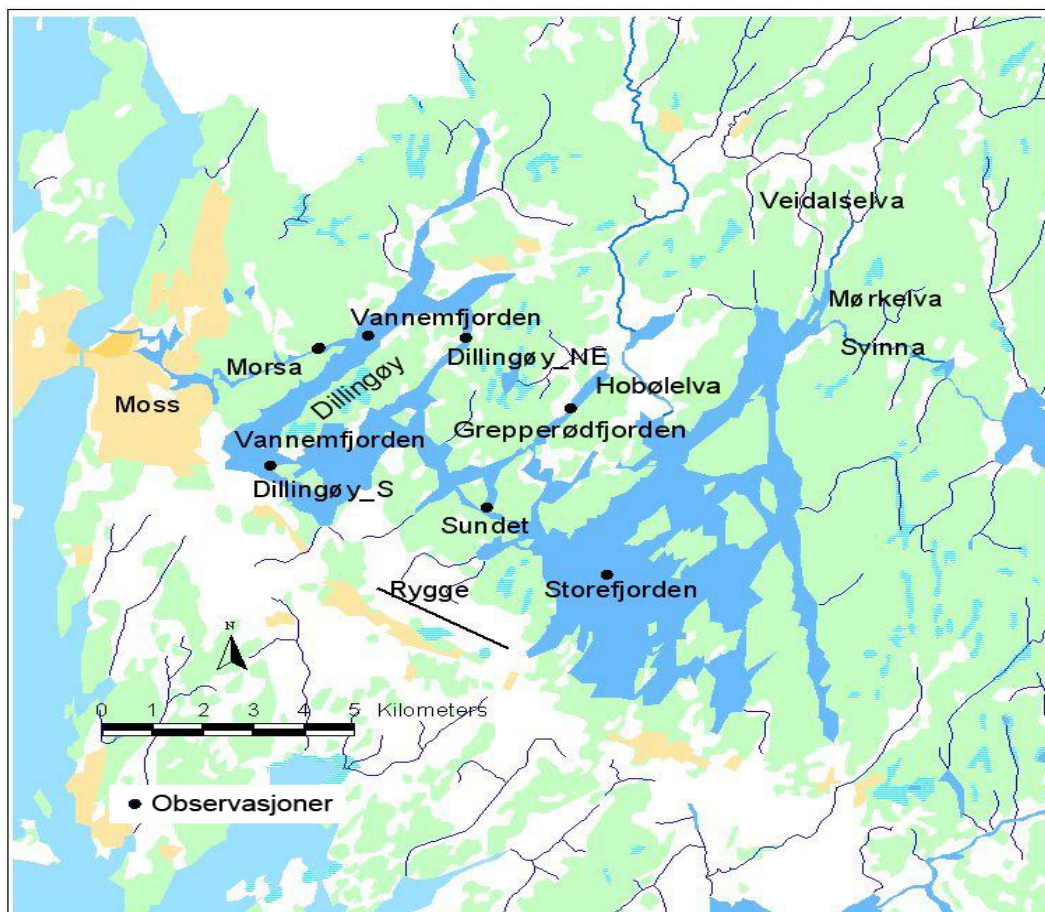 Veidalselva
Mørkelva
Vannemfjorden
Svinna
Dillingøy_NE
Morsa
Dillingøy
Hobølelva
Moss
Grepperødfjorden
Vannemfjorden
Dillingøy_S
Sundet
Rygge
Storefjorden
N
0 1 2 3 4 5 Kilometers
Observasjoner